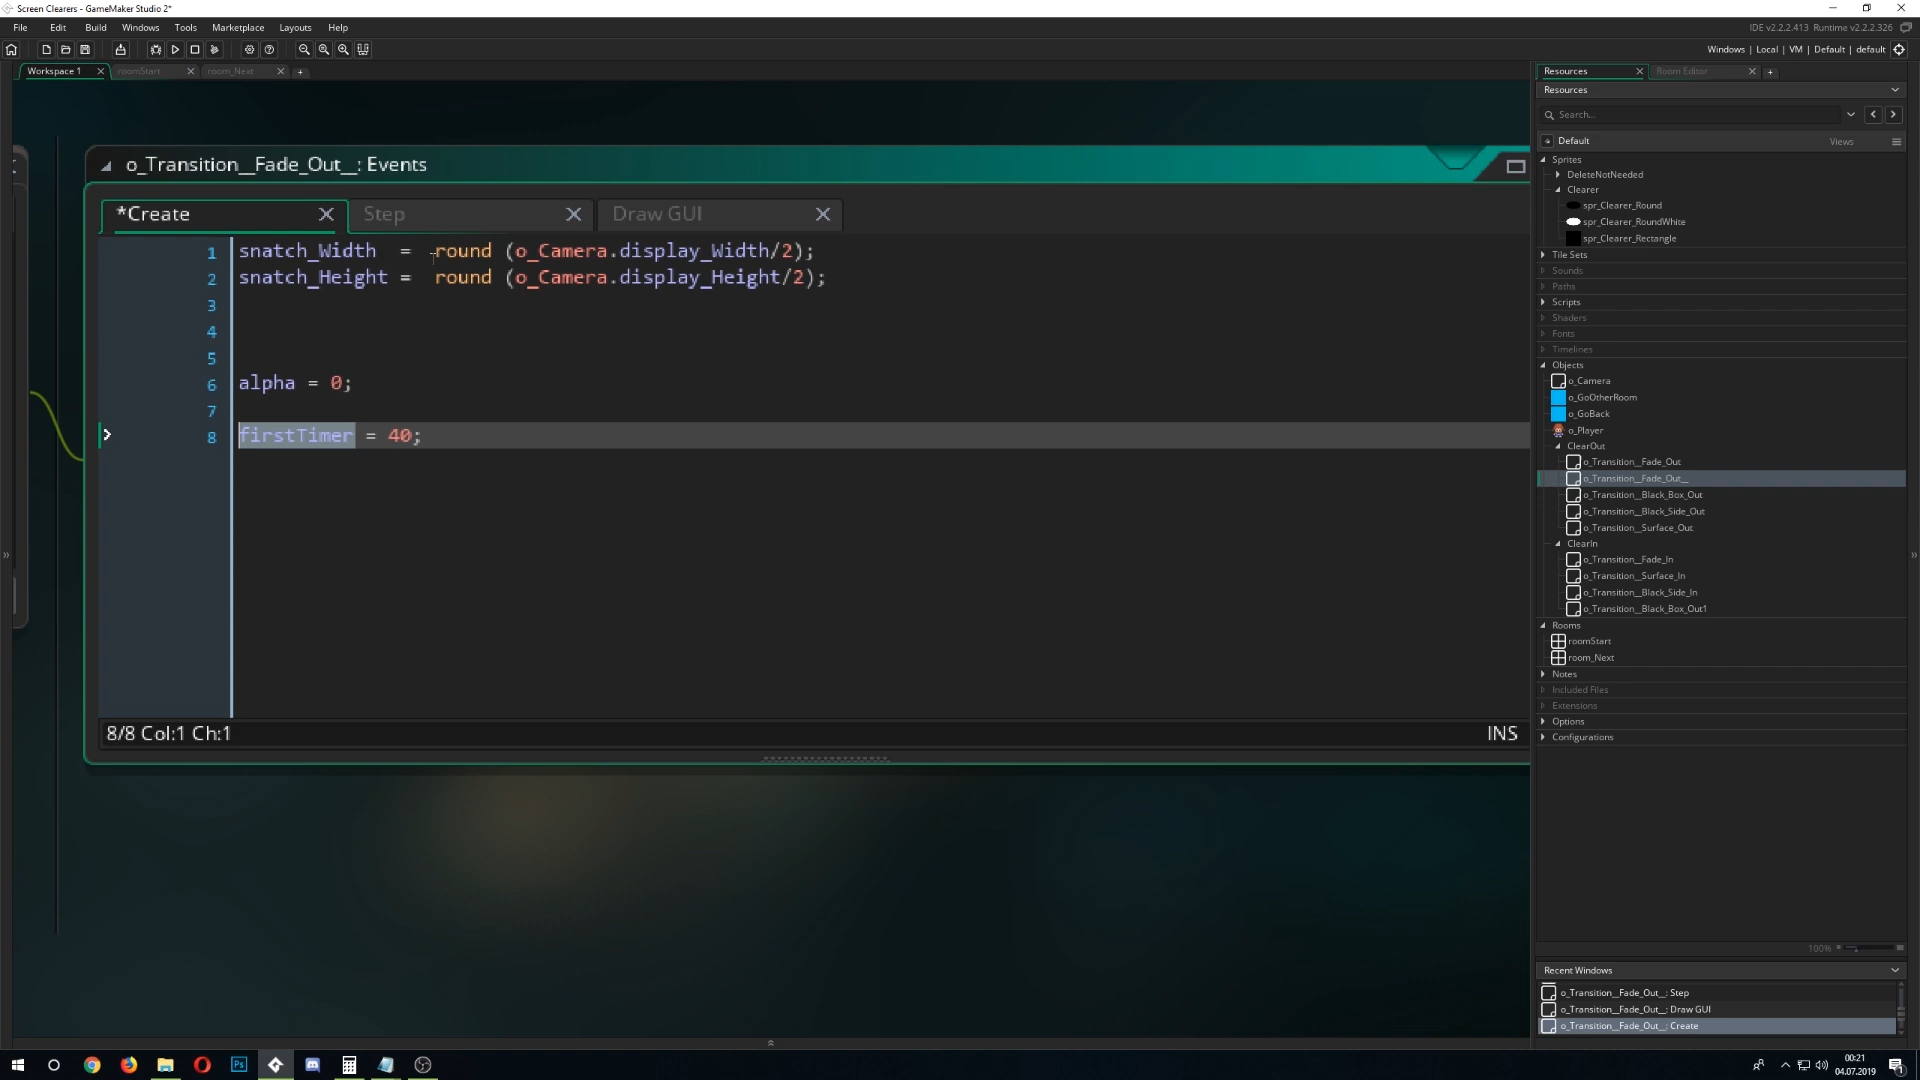 Screen Clearers - GameMaker Studio 2*
File Edit Build Windows Tools Marketplace Layouts Help
IDE v2.2.2.413 Runtime v2.2.2.326
Windows | Local | VM | Default | default
Workspace 1 roomStart room_Next
Resources Room Editor
Resources
Search...
Default Views
Sprites
DeleteNotNeeded
Clearer
spr_Clearer_Round
spr_Clearer_RoundWhite
spr_Clearer_Rectangle
Tile Sets
Sounds
Paths
Scripts
Shaders
Fonts
Timelines
Objects
o_Camera
o_GoOtherRoom
o_GoBack
o_Player
ClearOut
o_Transition__Fade_Out
o_Transition__Fade_Out__
o_Transition__Black_Box_Out
o_Transition__Black_Side_Out
o_Transition__Surface_Out
ClearIn
o_Transition__Fade_In
o_Transition__Surface_In
o_Transition__Black_Side_In
o_Transition__Black_Box_Out1
Rooms
roomStart
room_Next
Notes
Included Files
Extensions
Options
Configurations
100%
Recent Windows
o_Transition__Fade_Out__: Step
o_Transition__Fade_Out__: Draw GUI
o_Transition__Fade_Out__: Create
o_Transition__Fade_Out__: Events
*Create Step Draw GUI
1 snatch_Width = round (o_Camera.display_Width/2);
2 snatch_Height = round (o_Camera.display_Height/2);
3
4
5
6 alpha = 0;
7
8 firstTimer = 40;
8/8 Col:1 Ch:1 INS
Ps
00:21
04.07.2019